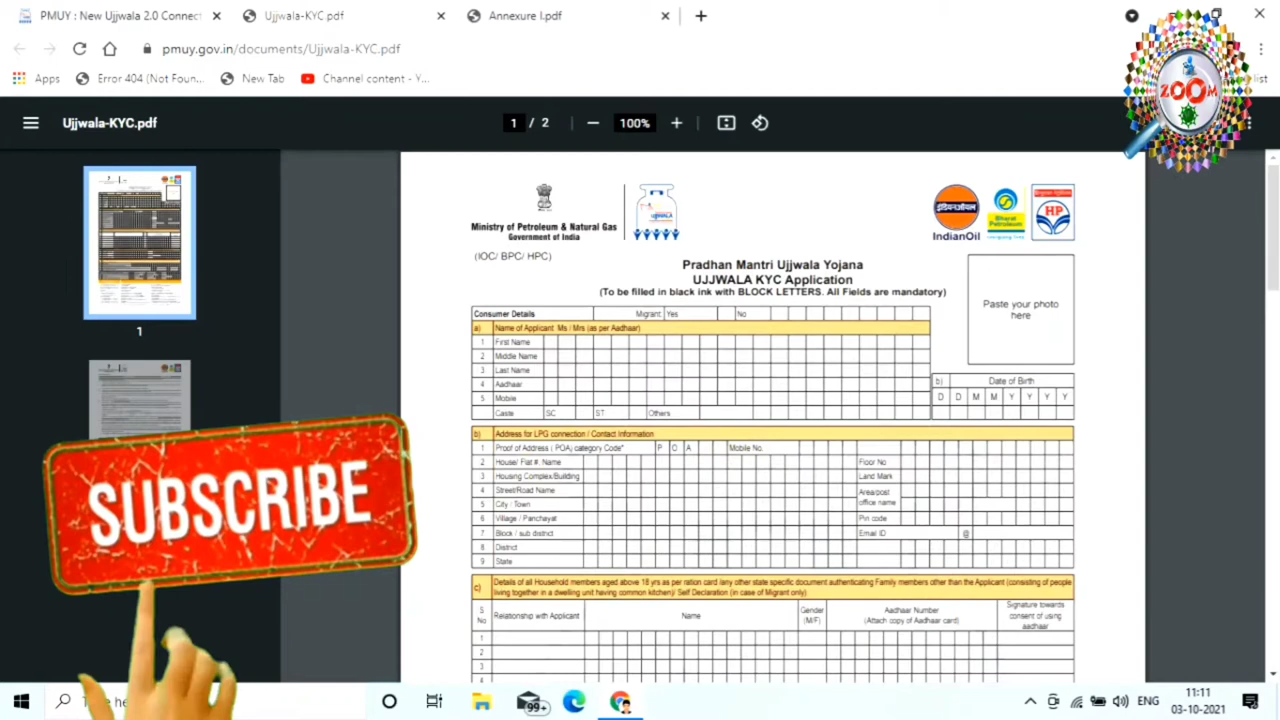 PMUY : New Ujjwala 2.0 Connect
Ujjwala-KYC.pdf
Annexure I.pdf
pmuy.gov.in/documents/Ujjwala-KYC.pdf
Apps
Error 404 (Not Foun...
New Tab
Channel content - Y...
list
ZOOM
Ujjwala-KYC.pdf
1 / 2
100%
1
Ministry of Petroleum & Natural Gas
Government of India
इंडियनऑयल
IndianOil
Bharat
Petroleum
HP
(IOC/ BPC/ HPC)
Pradhan Mantri Ujjwala Yojana
UJJWALA KYC Application
(To be filled in black ink with BLOCK LETTERS. All Fields are mandatory)
Paste your photo
here
Consumer Details Migrant: Yes No
a) Name of Applicant Ms / Mrs (as per Aadhaar)
1 First Name
2 Middle Name
3 Last Name
4 Aadhaar
5 Mobile
Caste SC ST Others
b) Date of Birth
D D M M Y Y Y Y
b) Address for LPG connection / Contact Information
1 Proof of Address ( POA) category Code* P O A Mobile No.
2 House/ Flat #. Name Floor No
3 Housing Complex/Building Land Mark
4 Street/Road Name Area/post
office name
5 City / Town
6 Village / Panchayat Pin code
7 Block / sub district Email ID @
8 District
9 State
c) Details of all Household members aged above 18 yrs as per ration card /any other state specific document authenticating Family members other than the Applicant (consisting of people
living together in a dwelling unit having common kitchen)/ Self Declaration (in case of Migrant only)
S No Relationship with Applicant Name Gender (M/F) Aadhaar Number (Attach copy of Aadhaar card) Signature towards consent of using aadhaar
1
2
3
4
SUBSCRIBE
99+
ENG
11:11
03-10-2021